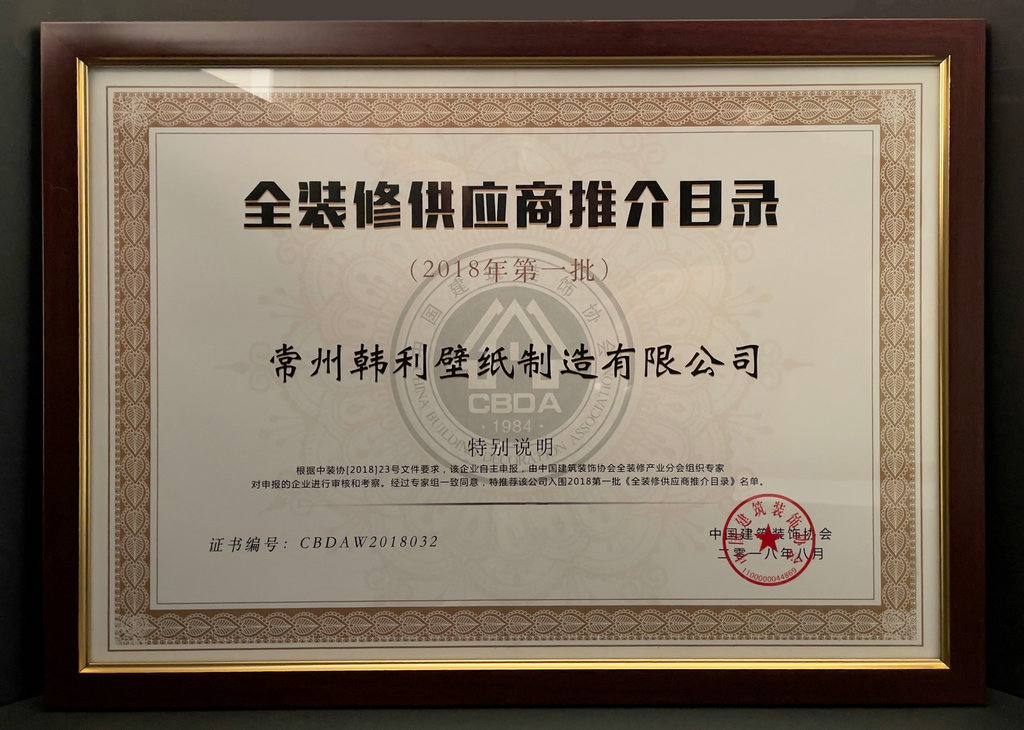 全装修供应商推介目录
（2018年第一批）
常州韩利壁纸制造有限公司
CBDA
·1984·
特别说明
根据中装协[2018]23号文件要求，该企业自主申报，由中国建筑装饰协会全装修产业分会组织专家
对申报的企业进行审核和考察。经过专家组一致同意，特推荐该公司入围2018第一批《全装修供应商推介目录》名单。
证书编号：CBDAW2018032
中国建筑装饰协会
二零一八年八月
1100000044869